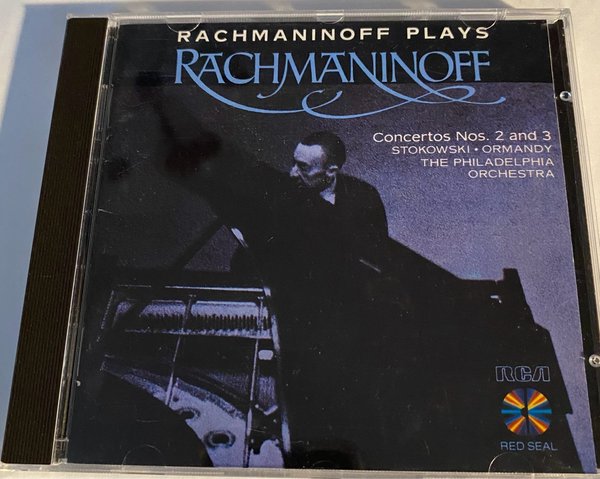 RACHMANINOFF PLAYS
RACHMANINOFF
Concertos Nos. 2 and 3
STOKOWSKI • ORMANDY
THE PHILADELPHIA
ORCHESTRA
RCA
RED SEAL